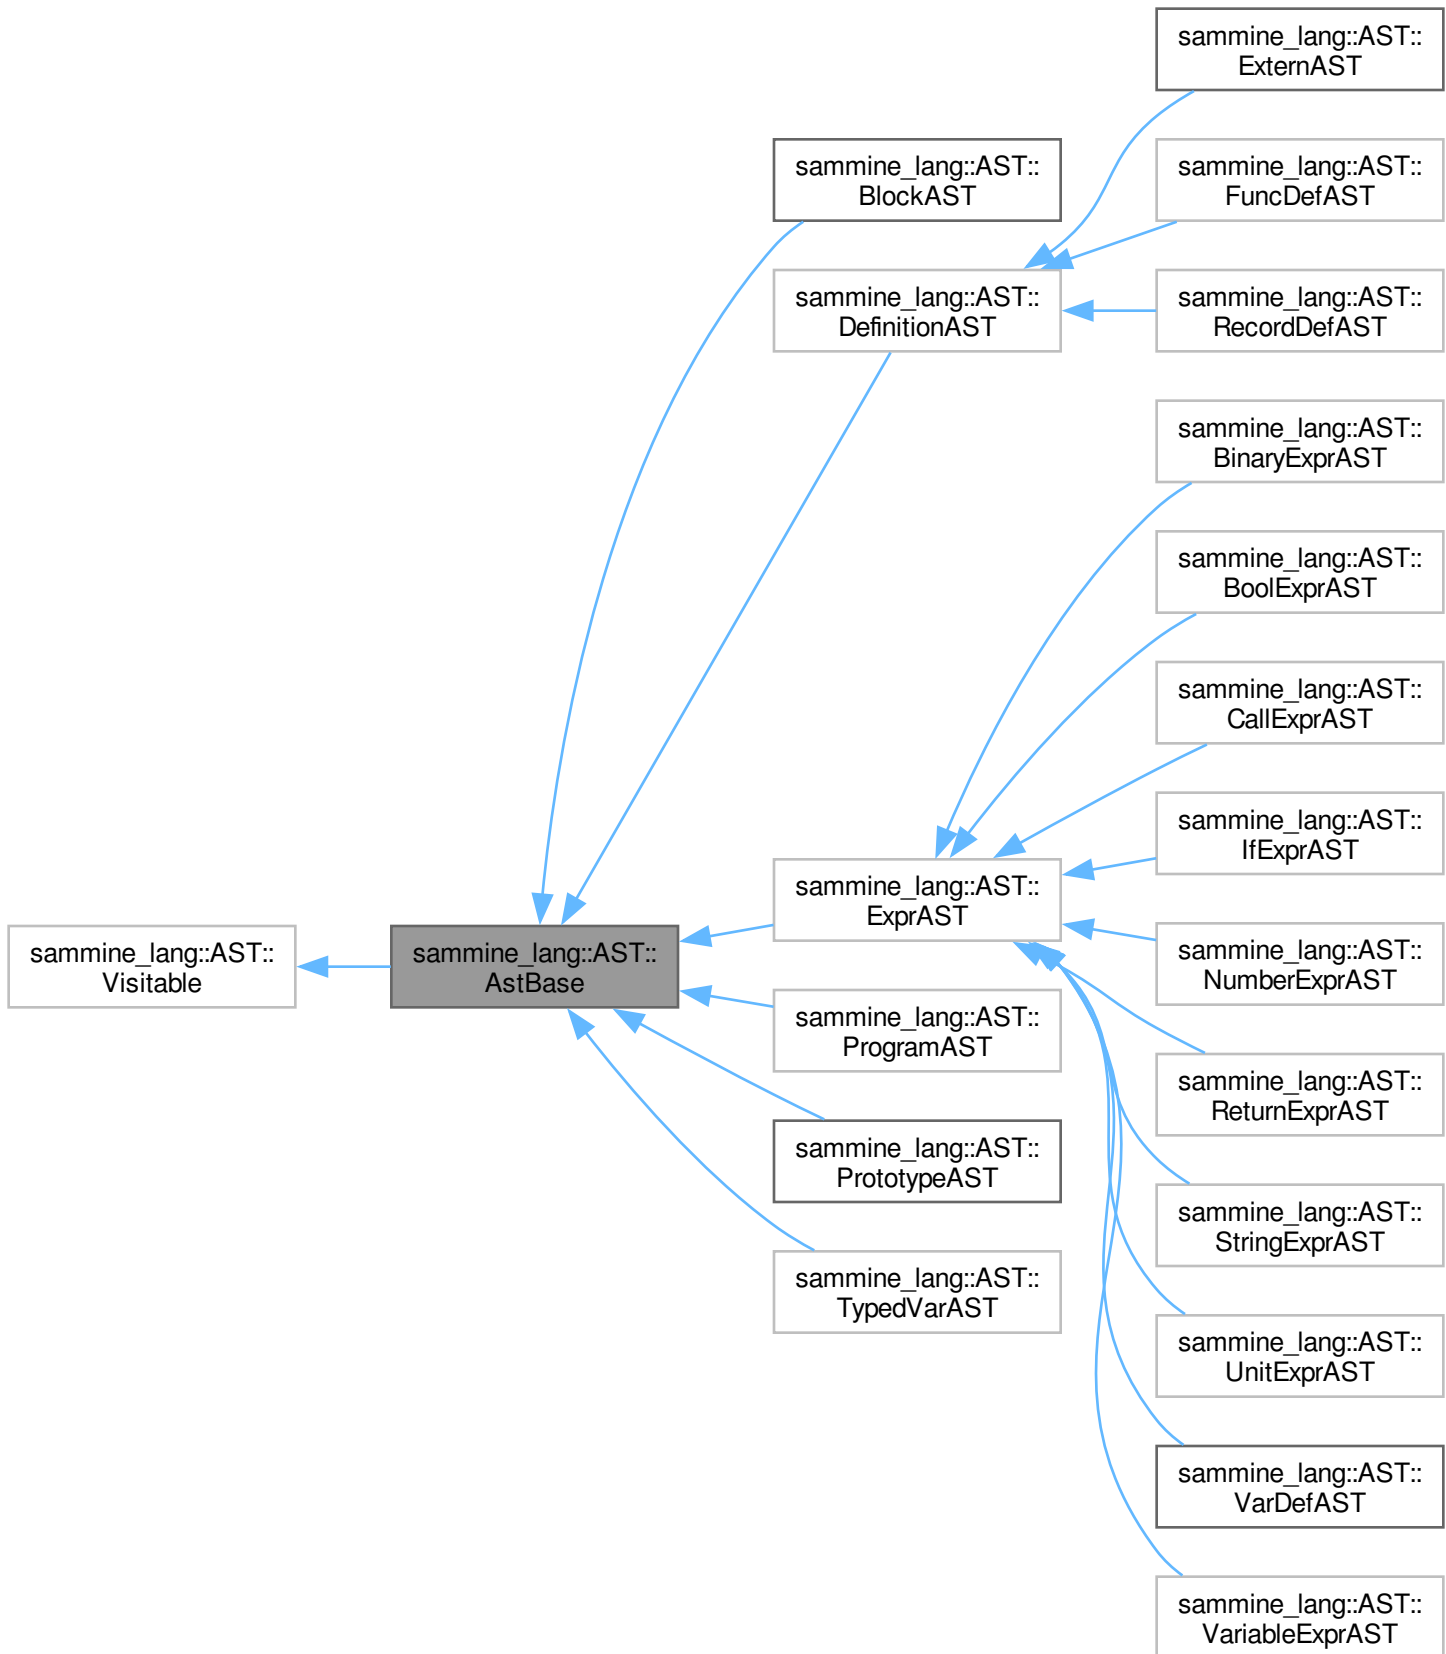 sammine_lang::AST::
ExternAST
sammine_lang::AST::
BlockAST
sammine_lang::AST::
FuncDefAST
sammine_lang::AST::
DefinitionAST
sammine_lang::AST::
RecordDefAST
sammine_lang::AST::
BinaryExprAST
sammine_lang::AST::
BoolExprAST
sammine_lang::AST::
CallExprAST
sammine_lang::AST::
IfExprAST
sammine_lang::AST::
ExprAST
sammine_lang::AST::
Visitable
sammine_lang::AST::
AstBase
sammine_lang::AST::
NumberExprAST
sammine_lang::AST::
ProgramAST
sammine_lang::AST::
ReturnExprAST
sammine_lang::AST::
PrototypeAST
sammine_lang::AST::
StringExprAST
sammine_lang::AST::
TypedVarAST
sammine_lang::AST::
UnitExprAST
sammine_lang::AST::
VarDefAST
sammine_lang::AST::
VariableExprAST